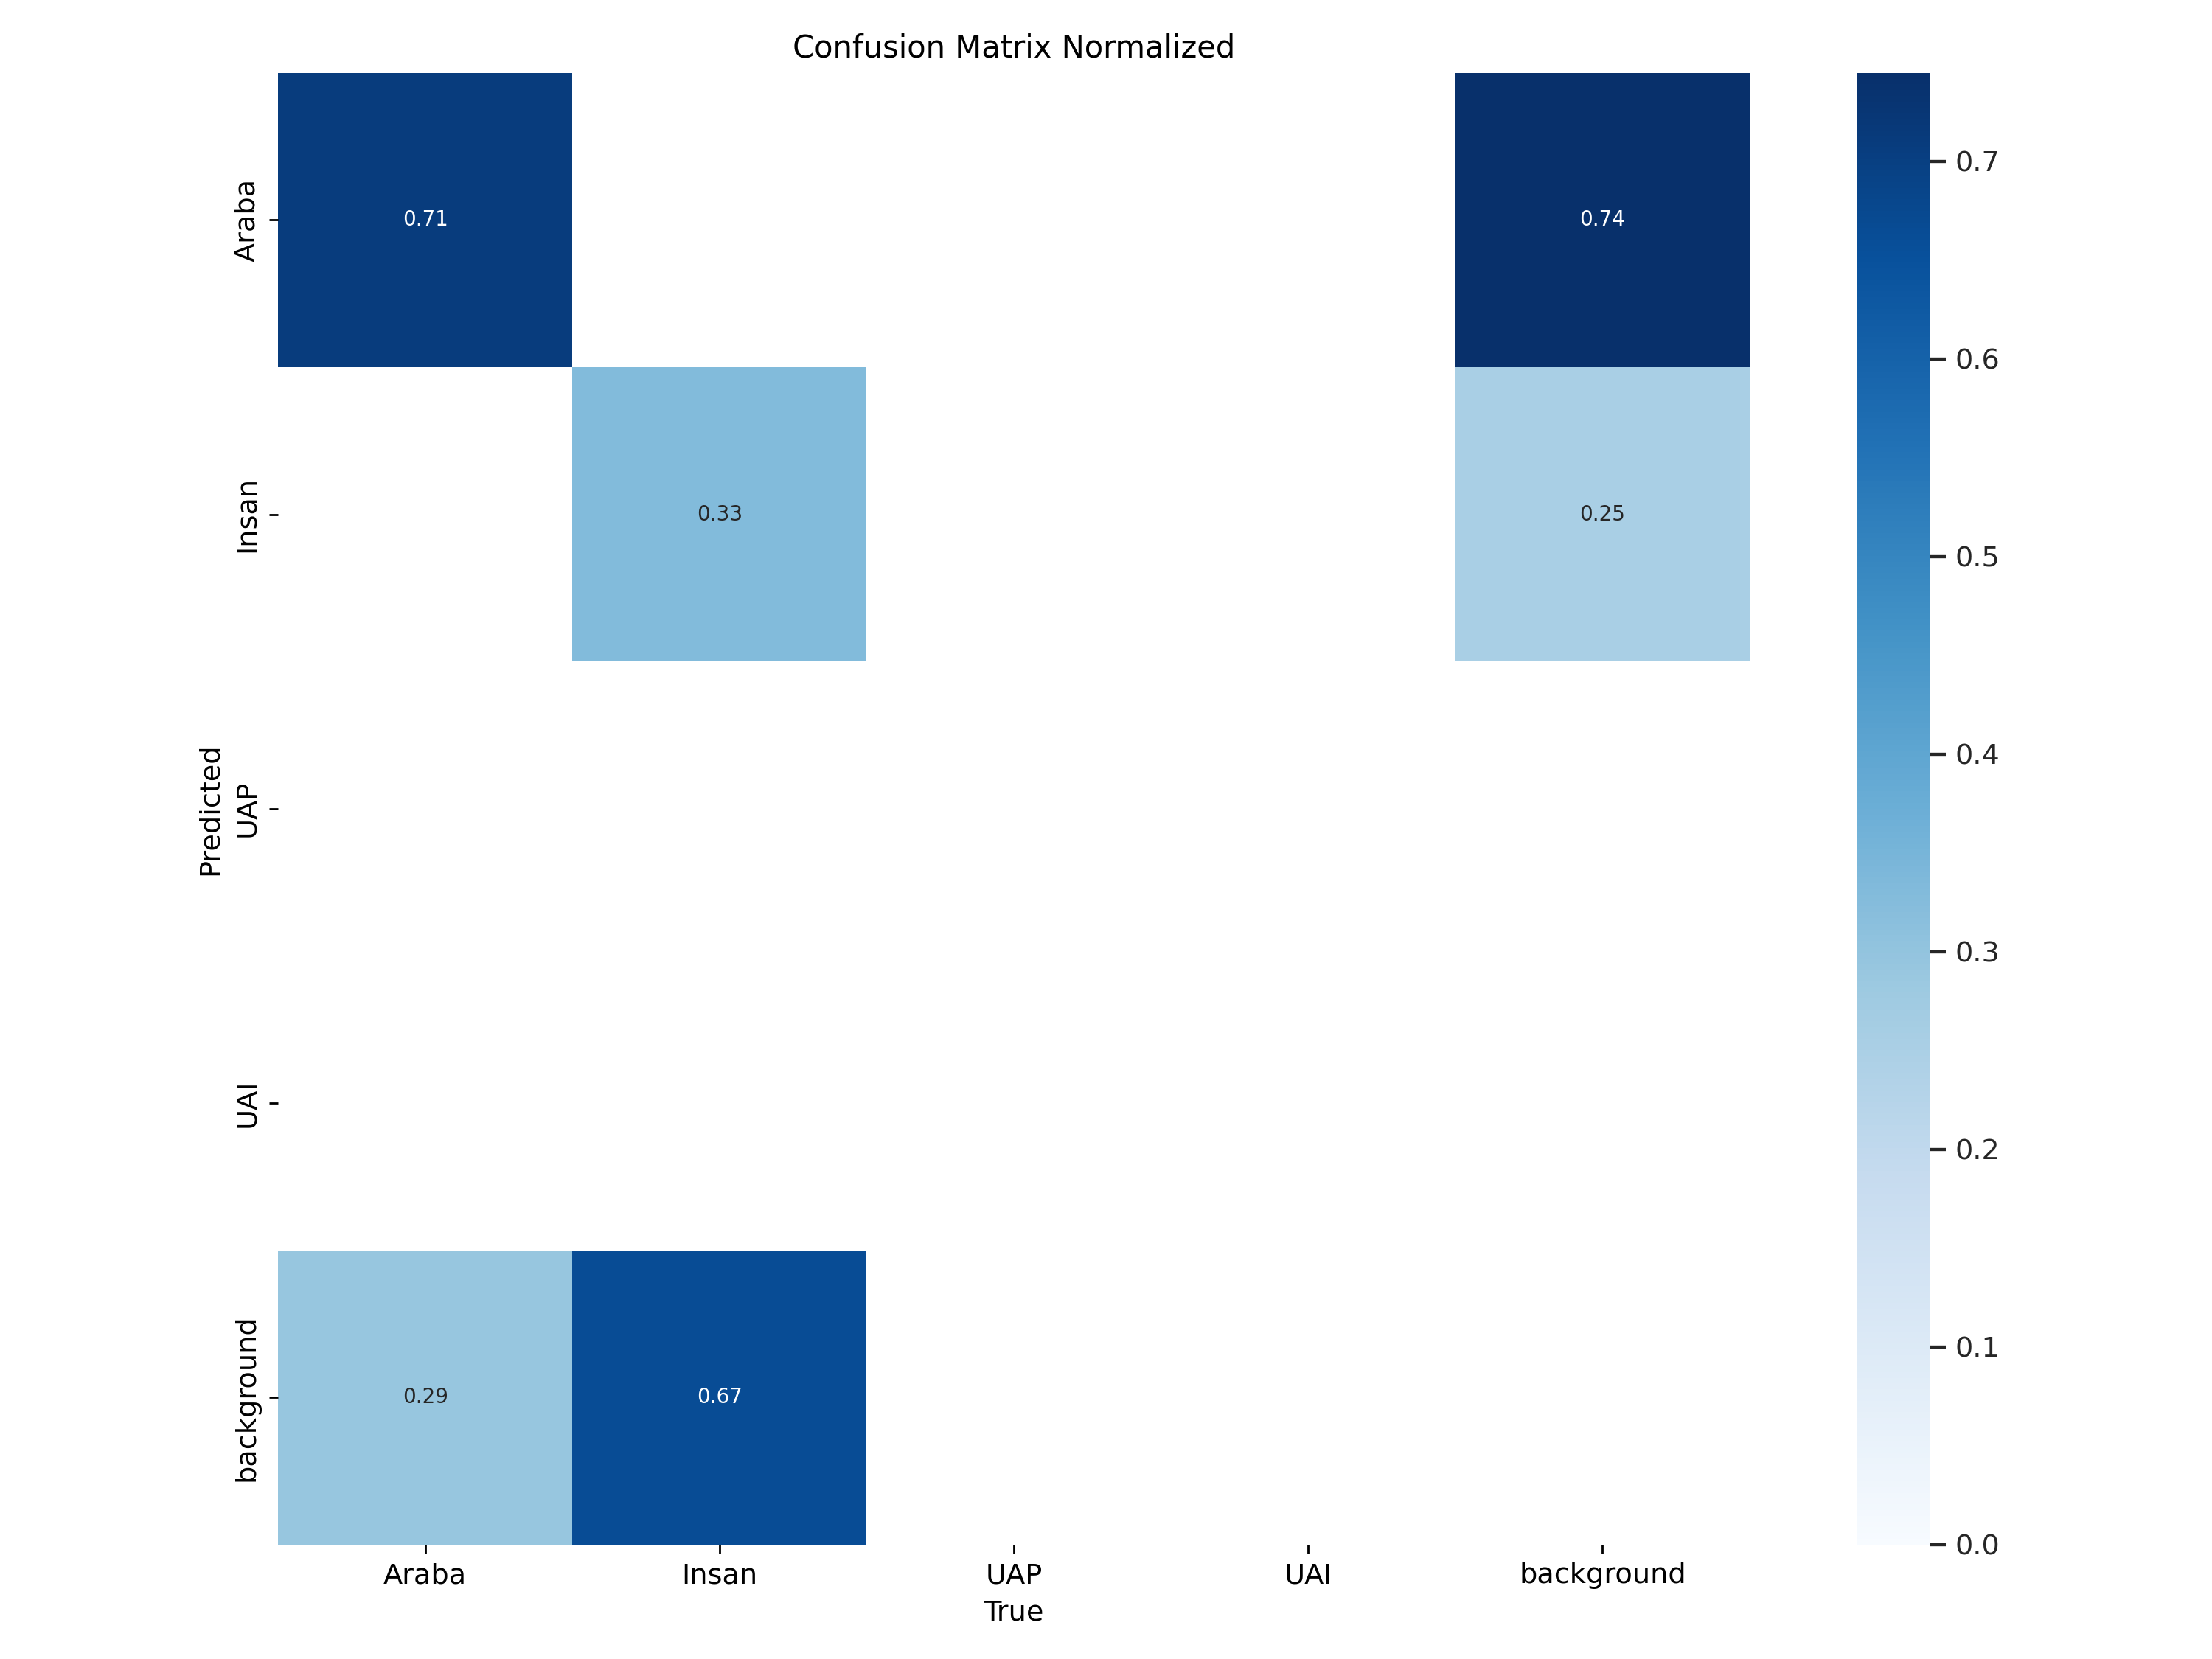 Confusion Matrix Normalized
Araba
0.71
0.74
0.7
0.6
Insan
0.33
0.25
0.5
0.4
Predicted
UAP
0.3
UAI
0.2
background
0.29
0.67
0.1
0.0
Araba
Insan
UAP
UAI
background
True